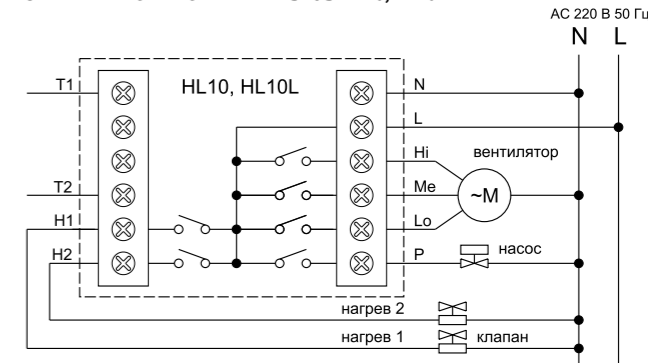 АС 220 В 50 Гц
N L
T1
HL10, HL10L
N
L
Hi
вентилятор
T2
Me
~M
H1
Lo
H2
P
насос
нагрев 2
нагрев 1
клапан